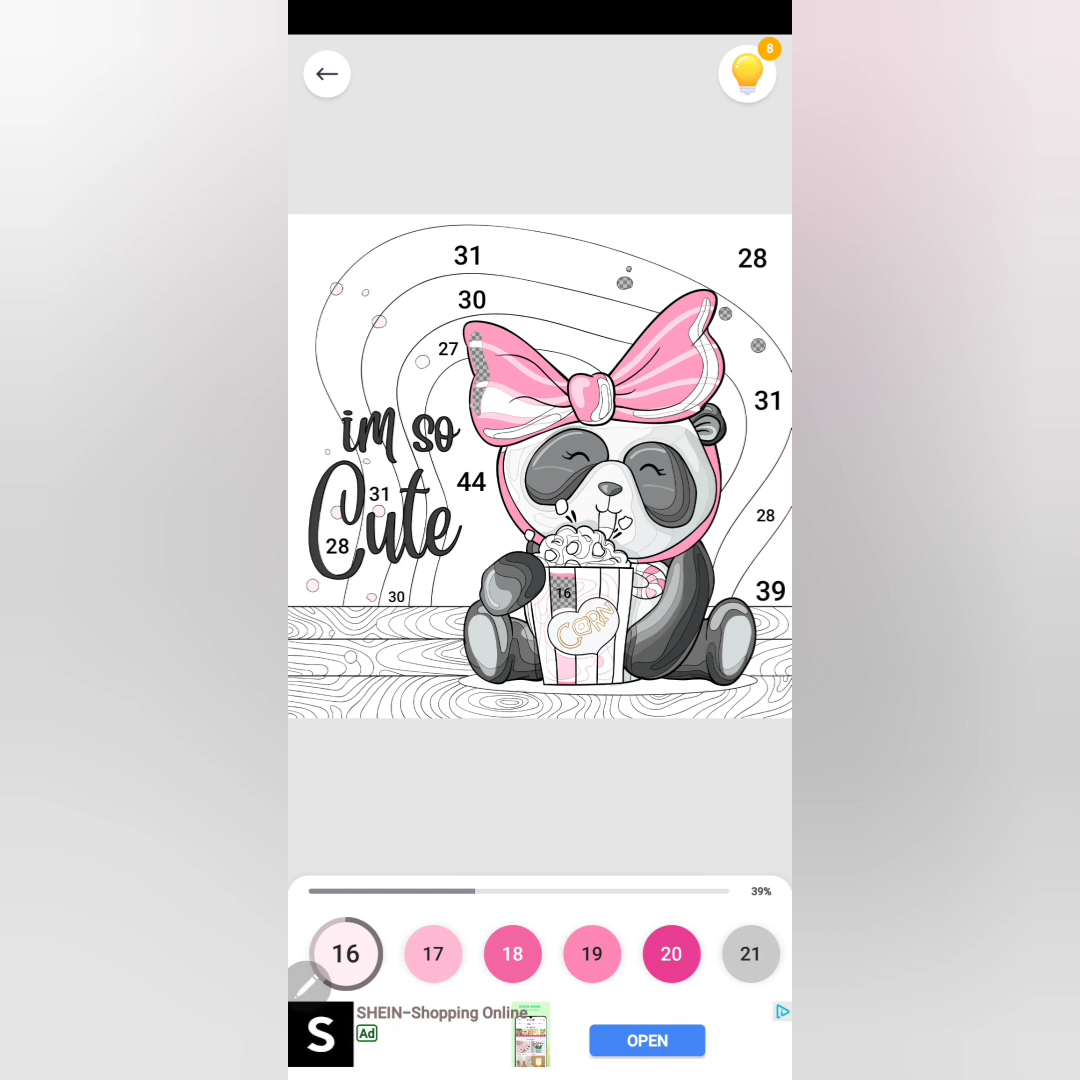 8
31
28
30
27
31
im so
44
31
Cute
28
28
39
30
16
CORN
39%
16
17
18
19
20
21
S
SHEIN-Shopping Online.
Ad
OPEN